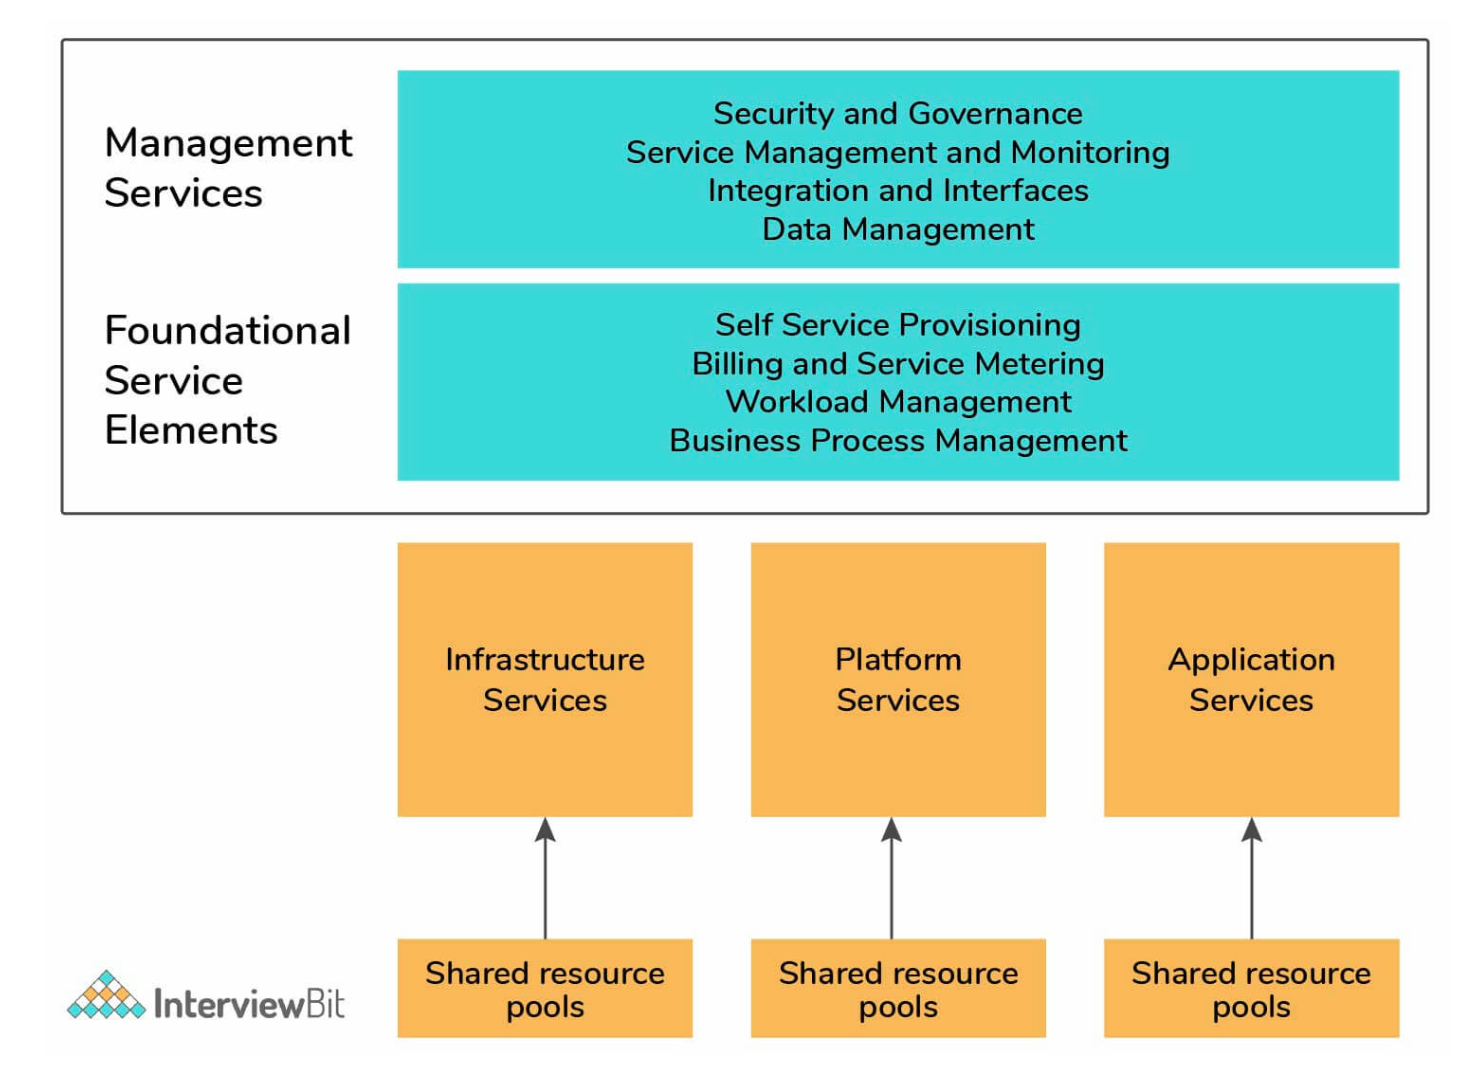 Management
Services
Security and Governance
Service Management and Monitoring
Integration and Interfaces
Data Management
Foundational
Service
Elements
Self Service Provisioning
Billing and Service Metering
Workload Management
Business Process Management
Infrastructure
Services
Platform
Services
Application
Services
Shared resource
pools
Shared resource
pools
Shared resource
pools
InterviewBit